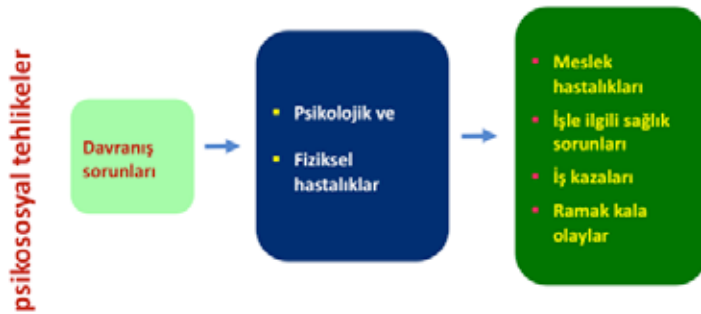 psikososyal tehlikeler
Davranış
sorunları
▪ Psikolojik ve
▪ Fiziksel
hastalıklar
▪ Meslek
hastalıkları
▪ İşle ilgili sağlık
sorunları
▪ İş kazaları
▪ Ramak kala
olaylar